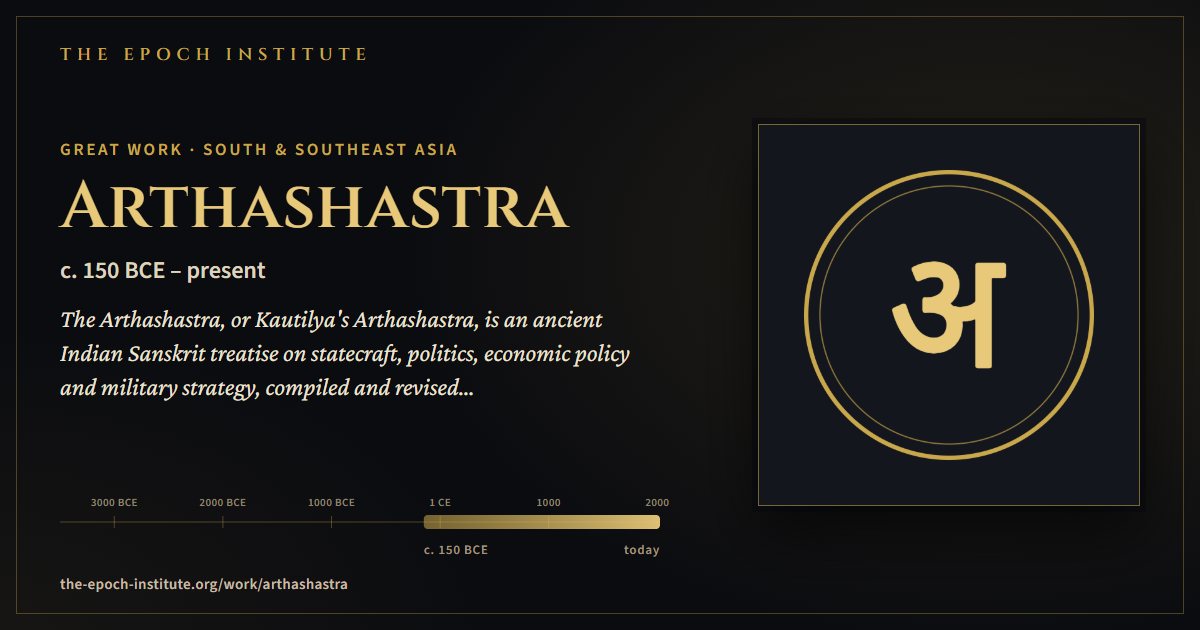 THE EPOCH INSTITUTE
GREAT WORK · SOUTH & SOUTHEAST ASIA
ARTHASHASTRA
c. 150 BCE – present
The Arthashastra, or Kautilya's Arthashastra, is an ancient
Indian Sanskrit treatise on statecraft, politics, economic policy
and military strategy, compiled and revised...
अ
3000 BCE 2000 BCE 1000 BCE 1 CE 1000 2000
c. 150 BCE today
the-epoch-institute.org/work/arthashastra